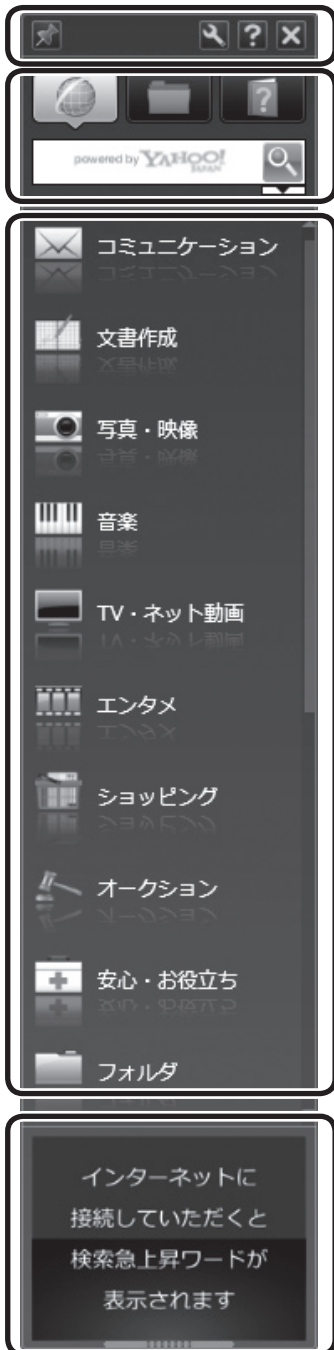 powered by YAHOO!
JAPAN
コミュニケーション
文書作成
写真・映像
音楽
TV・ネット動画
エンタメ
ショッピング
オークション
安心・お役立ち
フォルダ
インターネットに
接続していただくと
検索急上昇ワードが
表示されます